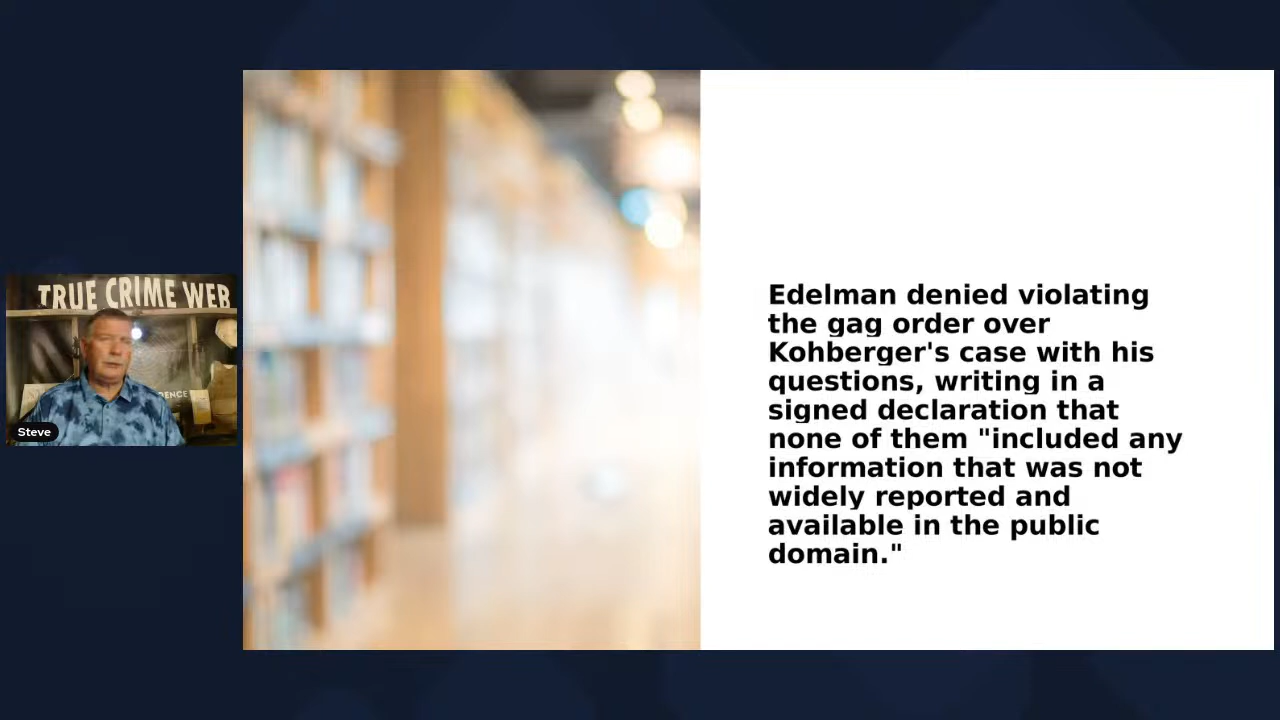 TRUE CRIME WEB
Steve
Edelman denied violating
the gag order over
Kohberger's case with his
questions, writing in a
signed declaration that
none of them "included any
information that was not
widely reported and
available in the public
domain."